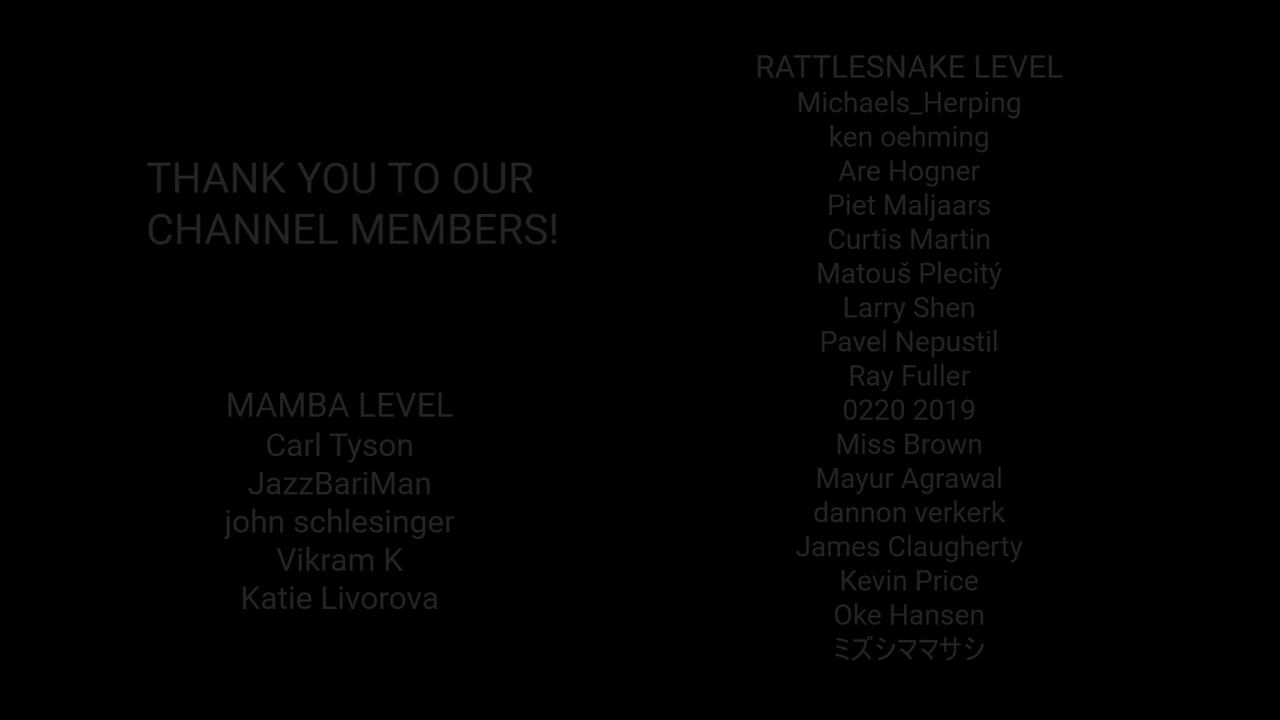 THANK YOU TO OUR
CHANNEL MEMBERS!
MAMBA LEVEL
Carl Tyson
JazzBariMan
john schlesinger
Vikram K
Katie Livorova
RATTLESNAKE LEVEL
Michaels_Herping
ken oehming
Are Hogner
Piet Maljaars
Curtis Martin
Matouš Plecitý
Larry Shen
Pavel Nepustil
Ray Fuller
0220 2019
Miss Brown
Mayur Agrawal
dannon verkerk
James Claugherty
Kevin Price
Oke Hansen
ミズシママサシ